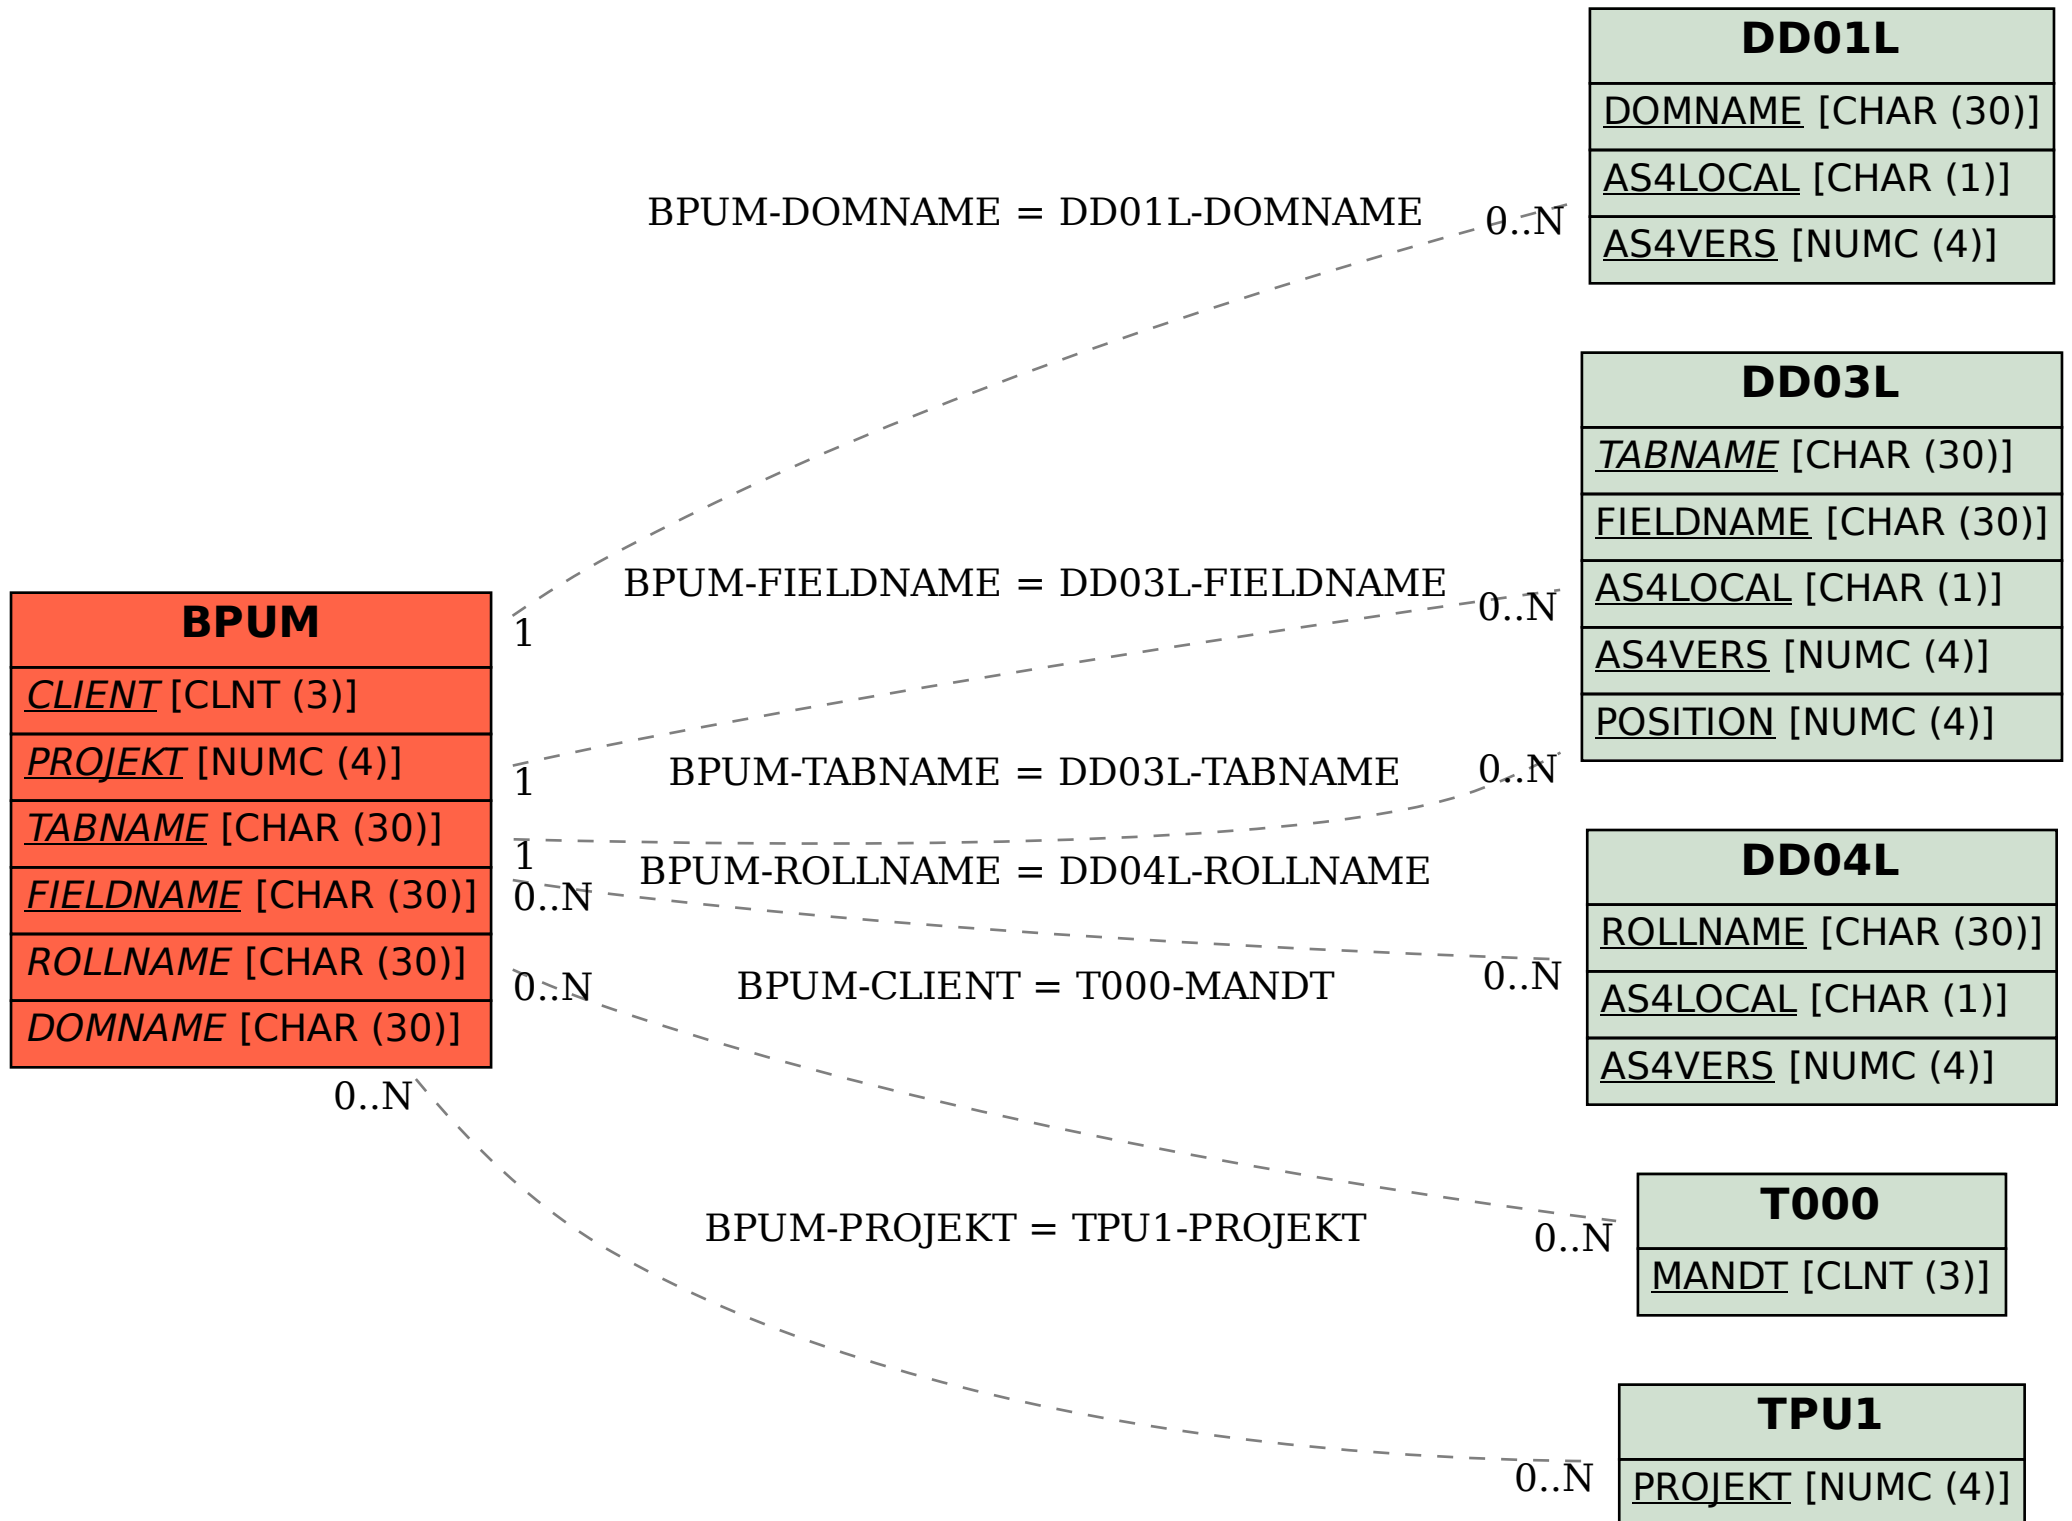 DD01L
DOMNAME [CHAR (30)]
AS4LOCAL [CHAR (1)]
AS4VERS [NUMC (4)]
BPUM-DOMNAME = DD01L-DOMNAME
0..N
1
DD03L
TABNAME [CHAR (30)]
FIELDNAME [CHAR (30)]
AS4LOCAL [CHAR (1)]
AS4VERS [NUMC (4)]
POSITION [NUMC (4)]
BPUM-FIELDNAME = DD03L-FIELDNAME
0..N
1
BPUM-TABNAME = DD03L-TABNAME
0..N
1
BPUM
CLIENT [CLNT (3)]
PROJEKT [NUMC (4)]
TABNAME [CHAR (30)]
FIELDNAME [CHAR (30)]
ROLLNAME [CHAR (30)]
DOMNAME [CHAR (30)]
BPUM-ROLLNAME = DD04L-ROLLNAME
0..N
0..N
DD04L
ROLLNAME [CHAR (30)]
AS4LOCAL [CHAR (1)]
AS4VERS [NUMC (4)]
BPUM-CLIENT = T000-MANDT
0..N
0..N
T000
MANDT [CLNT (3)]
BPUM-PROJEKT = TPU1-PROJEKT
0..N
0..N
TPU1
PROJEKT [NUMC (4)]